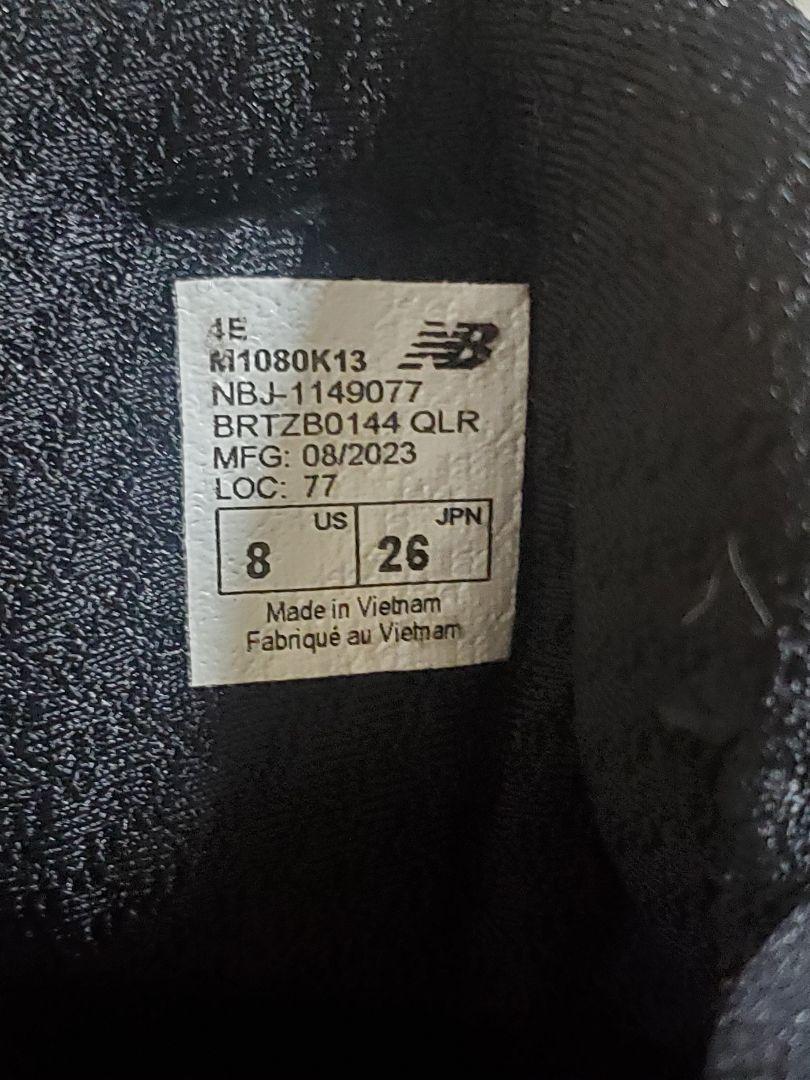 4E
M1080K13
NB
NBJ-1149077
BRTZB0144 QLR
MFG: 08/2023
LOC: 77
US JPN
8 26
Made in Vietnam
Fabriqué au Vietnam